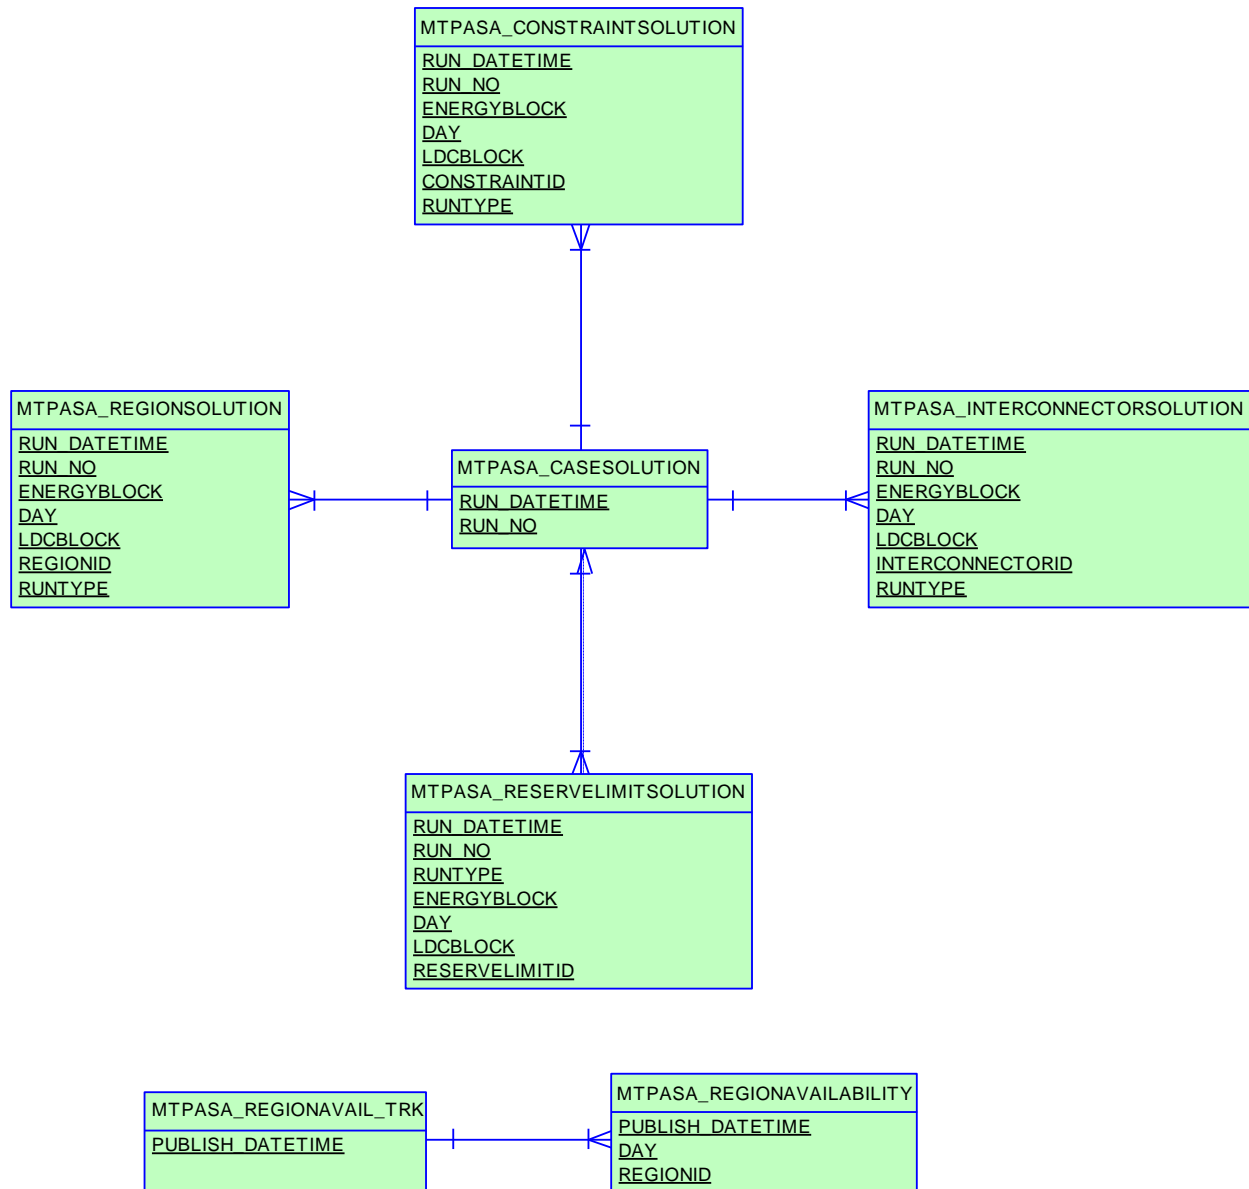 MTPASA_CONSTRAINTSOLUTION
RUN_DATETIME
RUN_NO
ENERGYBLOCK
DAY
LDCBLOCK
CONSTRAINTID
RUNTYPE
MTPASA_REGIONSOLUTION
RUN_DATETIME
RUN_NO
ENERGYBLOCK
DAY
LDCBLOCK
REGIONID
RUNTYPE
MTPASA_CASESOLUTION
RUN_DATETIME
RUN_NO
MTPASA_INTERCONNECTORSOLUTION
RUN_DATETIME
RUN_NO
ENERGYBLOCK
DAY
LDCBLOCK
INTERCONNECTORID
RUNTYPE
MTPASA_RESERVELIMITSOLUTION
RUN_DATETIME
RUN_NO
RUNTYPE
ENERGYBLOCK
DAY
LDCBLOCK
RESERVELIMITID
MTPASA_REGIONAVAIL_TRK
PUBLISH_DATETIME
MTPASA_REGIONAVAILABILITY
PUBLISH_DATETIME
DAY
REGIONID